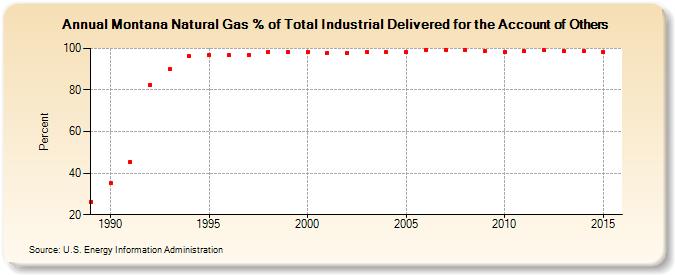 Annual Montana Natural Gas % of Total Industrial Delivered for the Account of Others
Percent
100
80
60
40
20
1990 1995 2000 2005 2010 2015
Source: U.S. Energy Information Administration